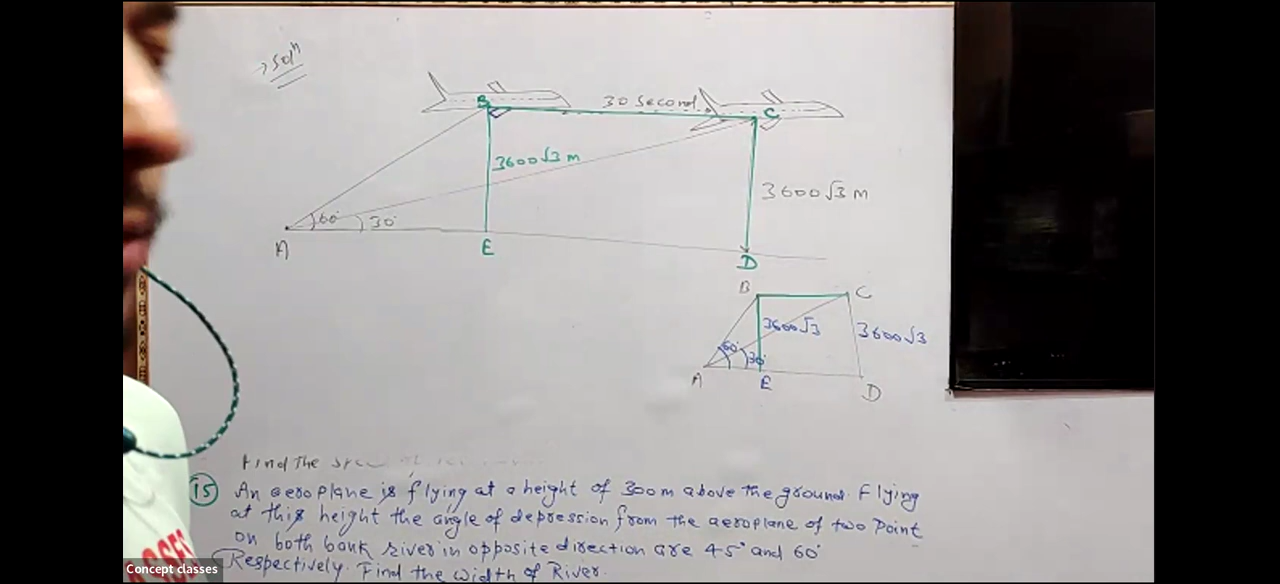 → Solⁿ
B
30 second
C
3600√3 m
3600√3 m
60°
30°
A
E
D
B
C
3600√3
3600√3
60°
30°
A
E
D
Find The
15 An aeroplane is flying at a height of 300m above the ground. Flying
at this height the angle of depression from the aeroplane of two Point
on both bank river in opposite direction are 45° and 60°
Respectively. Find the width of River.
Concept classes